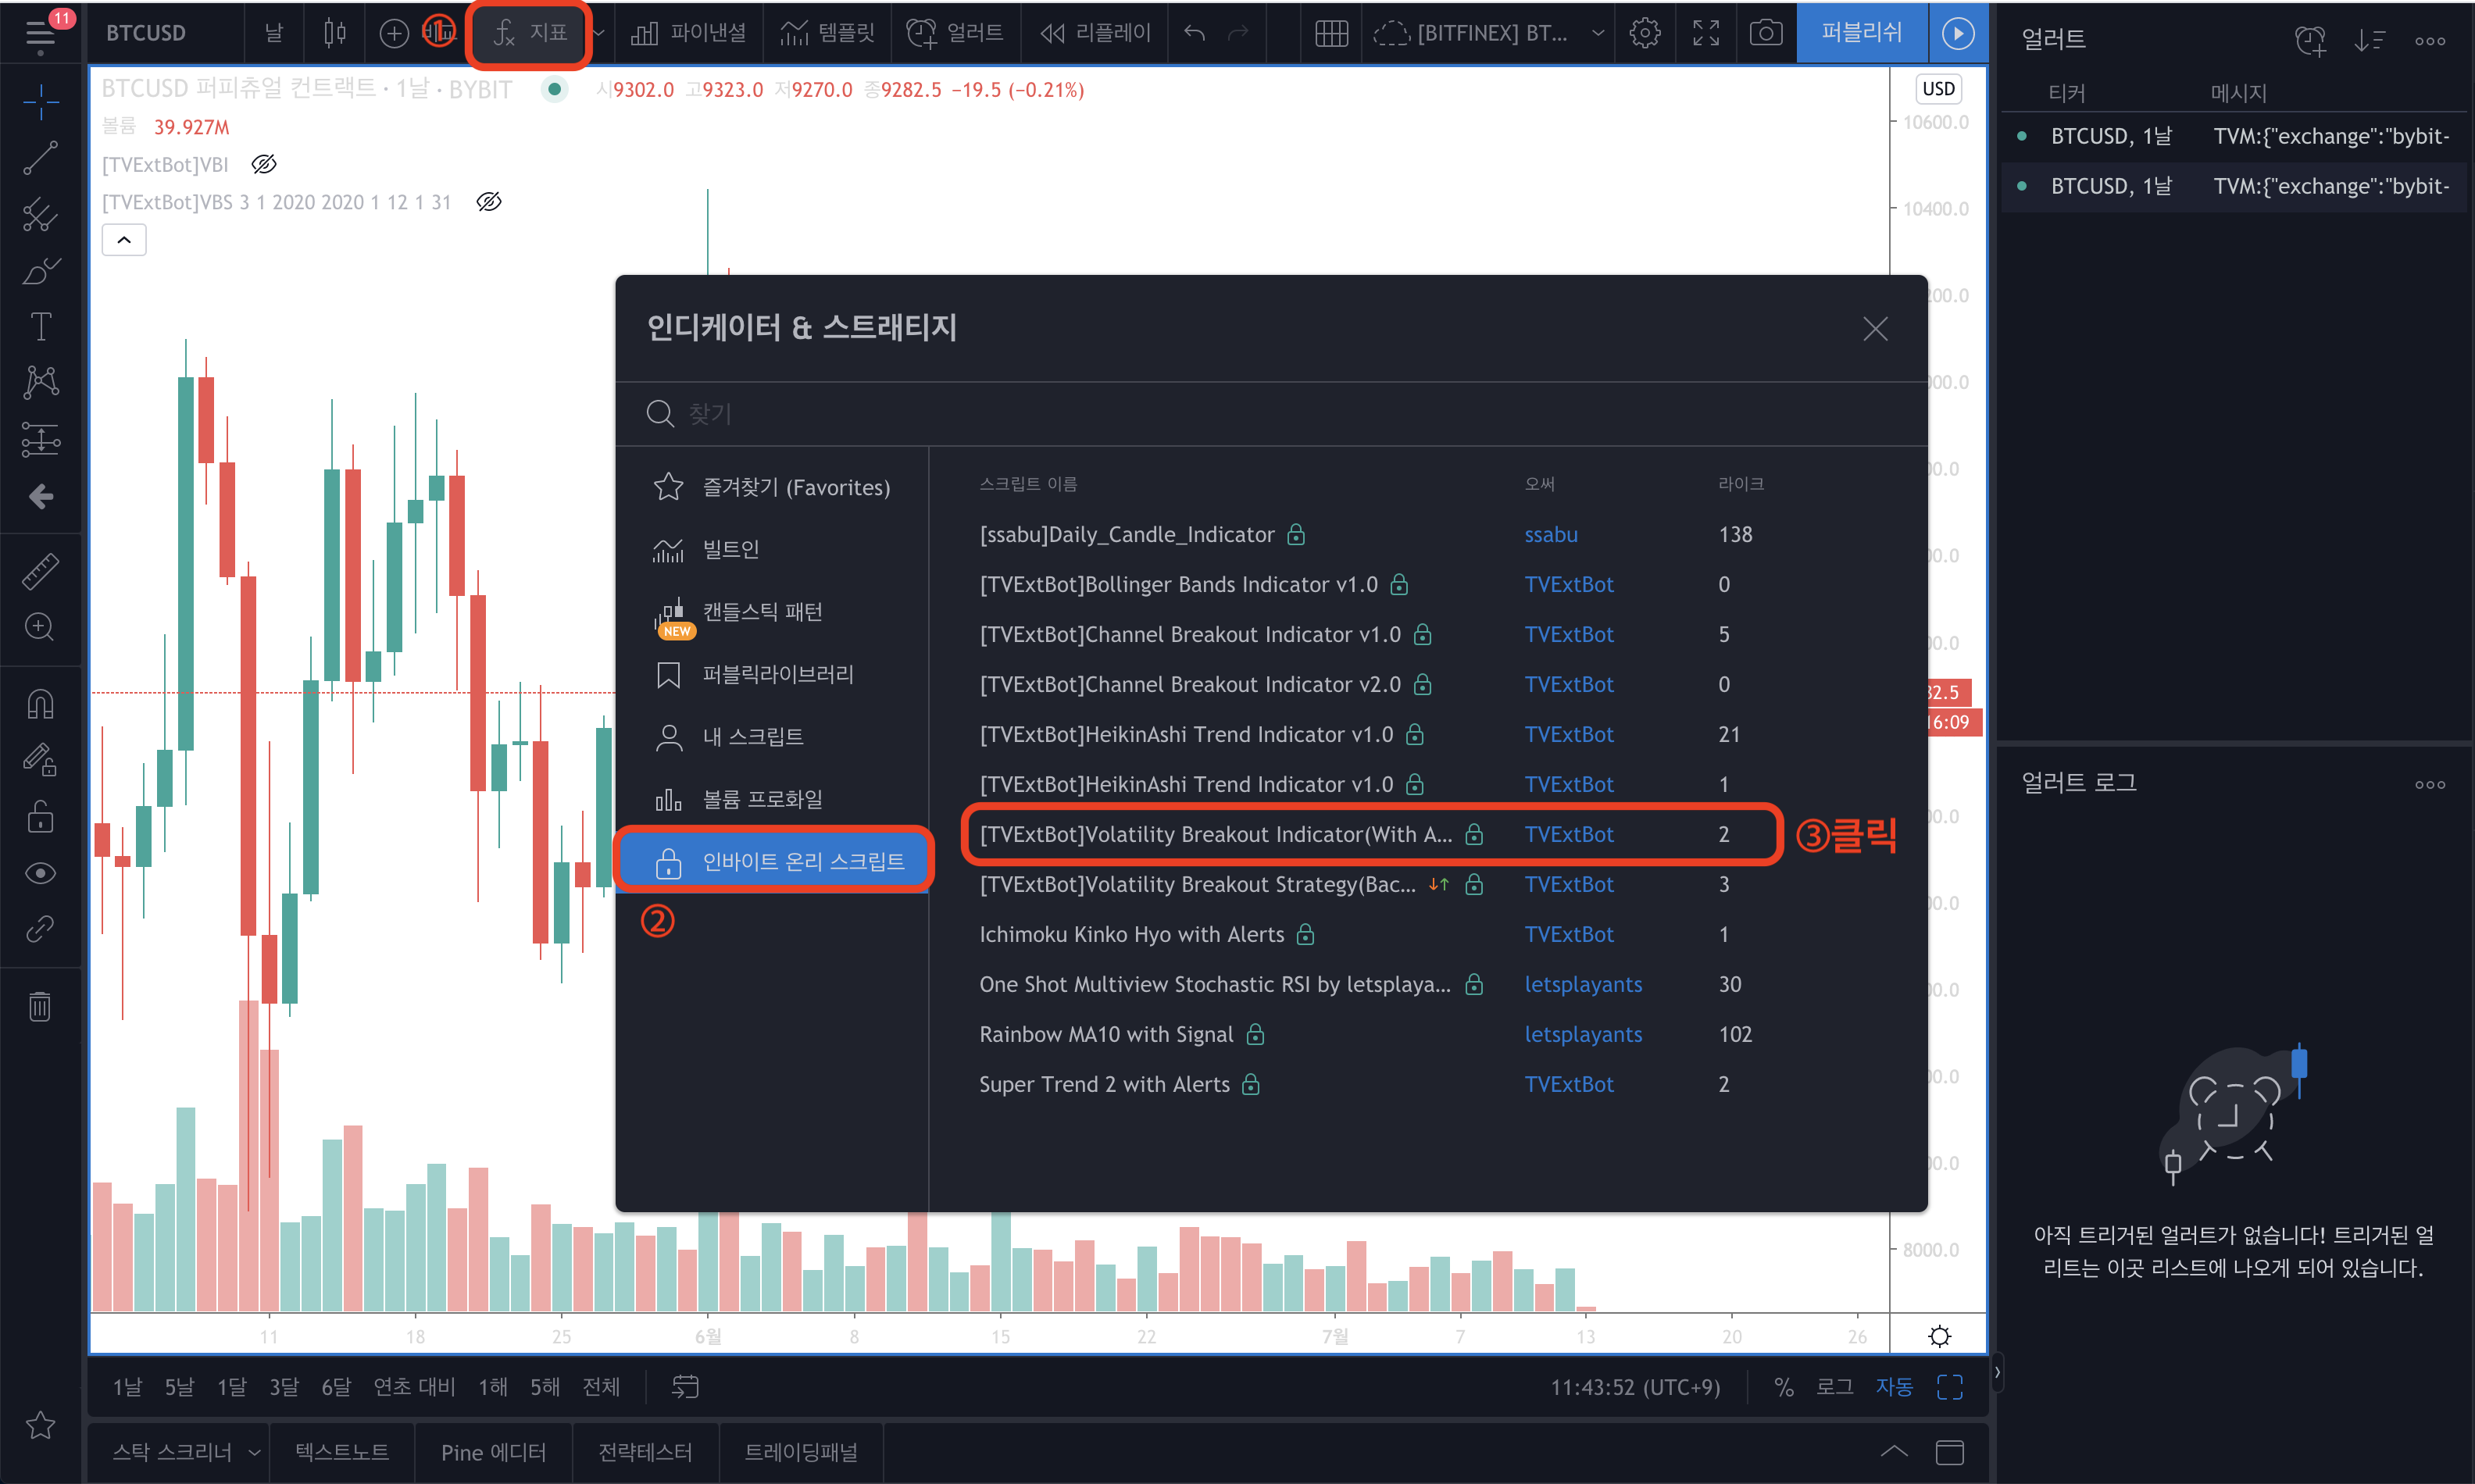 11
BTCUSD 날 비교 ① 지표 파이낸셜 템플릿 얼러트 리플레이 [BITFINEX] BT... 퍼블리쉬
BTCUSD 퍼피츄얼 컨트랙트 · 1날 · BYBIT 시9302.0 고9323.0 저9270.0 종9282.5 −19.5 (−0.21%)
볼륨 39.927M
[TVExtBot]VBI
[TVExtBot]VBS 3 1 2020 2020 1 12 1 31
USD
10600.0
10400.0
인디케이터 & 스트래티지
찾기
즐겨찾기 (Favorites)
빌트인
캔들스틱 패턴
NEW
퍼블릭라이브러리
내 스크립트
볼륨 프로화일
인바이트 온리 스크립트
②
스크립트 이름 오써 라이크
[ssabu]Daily_Candle_Indicator ssabu 138
[TVExtBot]Bollinger Bands Indicator v1.0 TVExtBot 0
[TVExtBot]Channel Breakout Indicator v1.0 TVExtBot 5
[TVExtBot]Channel Breakout Indicator v2.0 TVExtBot 0
[TVExtBot]HeikinAshi Trend Indicator v1.0 TVExtBot 21
[TVExtBot]HeikinAshi Trend Indicator v1.0 TVExtBot 1
[TVExtBot]Volatility Breakout Indicator(With A... TVExtBot 2
③클릭
[TVExtBot]Volatility Breakout Strategy(Bac... TVExtBot 3
Ichimoku Kinko Hyo with Alerts TVExtBot 1
One Shot Multiview Stochastic RSI by letsplaya... letsplayants 30
Rainbow MA10 with Signal letsplayants 102
Super Trend 2 with Alerts TVExtBot 2
200.0
000.0
00.0
00.0
00.0
82.5
16:09
00.0
00.0
00.0
00.0
00.0
8000.0
11 18 25 6월 8 15 22 7월 7 13 20 26
1날 5날 1달 3달 6달 연초 대비 1해 5해 전체 11:43:52 (UTC+9) % 로그 자동
스탁 스크리너 텍스트노트 Pine 에디터 전략테스터 트레이딩패널
얼러트
티커 메시지
BTCUSD, 1날 TVM:{"exchange":"bybit-
BTCUSD, 1날 TVM:{"exchange":"bybit-
얼러트 로그
아직 트리거된 얼러트가 없습니다! 트리거된 얼
리트는 이곳 리스트에 나오게 되어 있습니다.